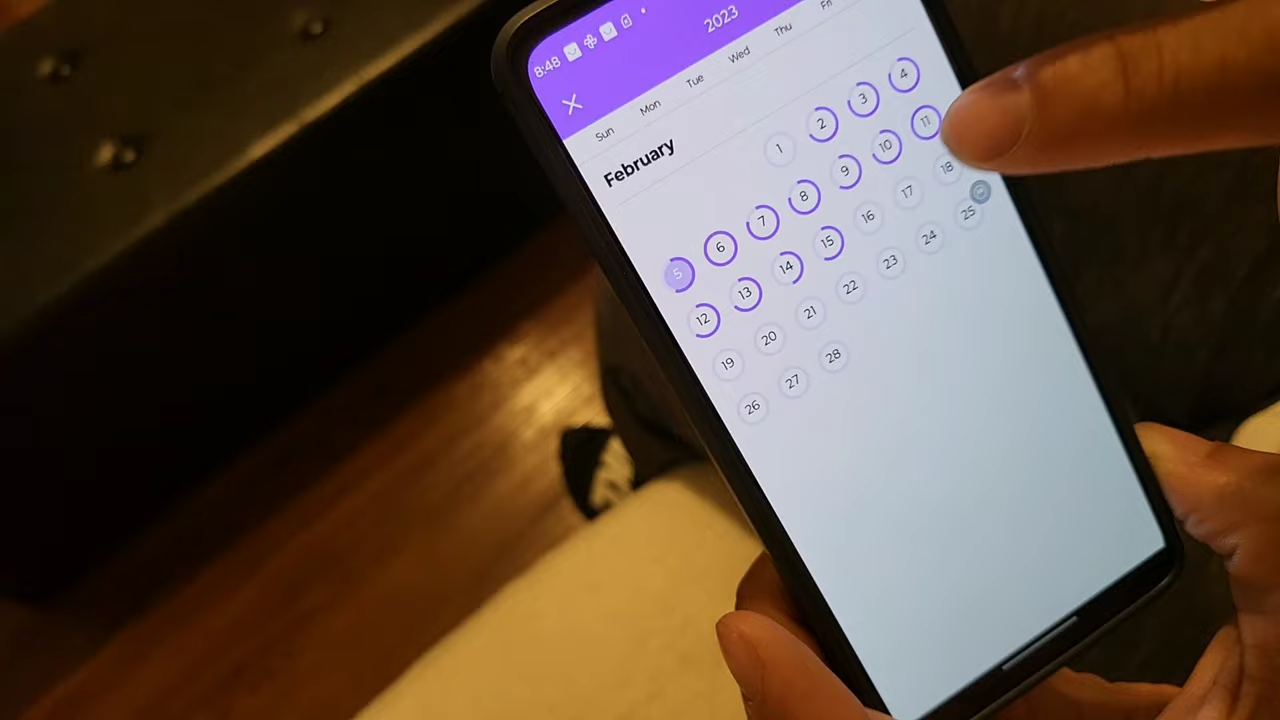 8:48
2023
Sun Mon Tue Wed Thu Fri
February
1 2 3 4
5 6 7 8 9 10 11
12 13 14 15 16 17 18
19 20 21 22 23 24 25
26 27 28